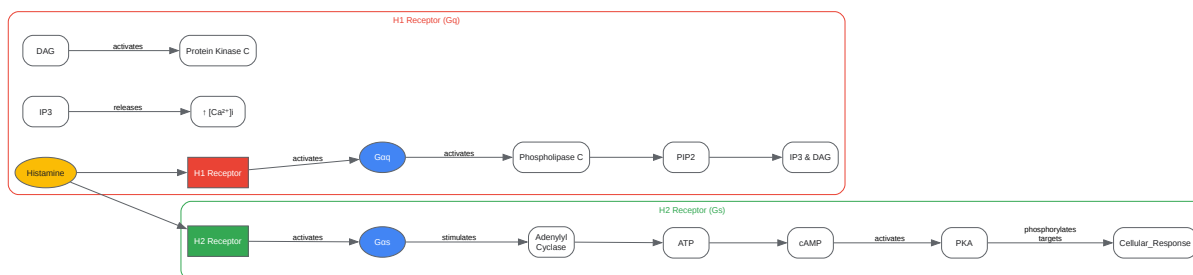 H1 Receptor (Gq)
DAG
activates
Protein Kinase C
IP3
releases
↑ [Ca²⁺]i
Histamine
H1 Receptor
activates
Gαq
activates
Phospholipase C
PIP2
IP3 & DAG
H2 Receptor (Gs)
H2 Receptor
activates
Gαs
stimulates
Adenylyl
Cyclase
ATP
cAMP
activates
PKA
phosphorylates
targets
Cellular_Response